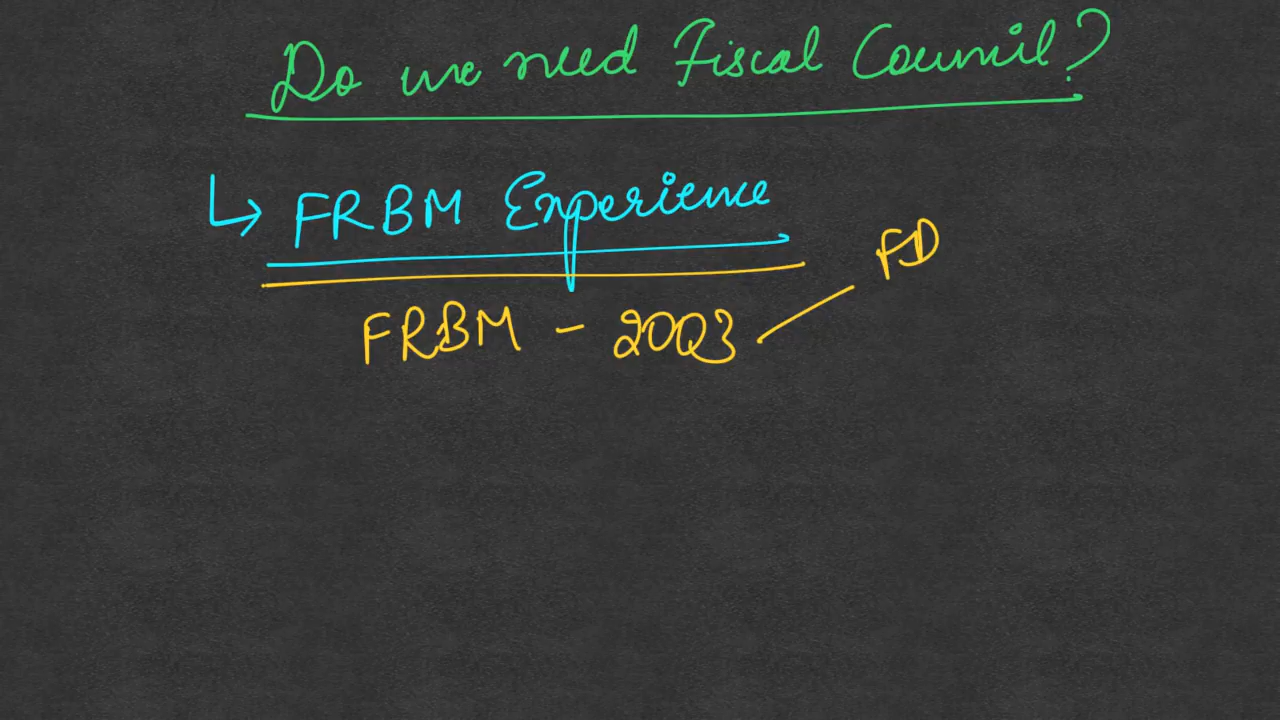 Do we need Fiscal Council?
↳ FRBM Experience
FD
FRBM - 2003